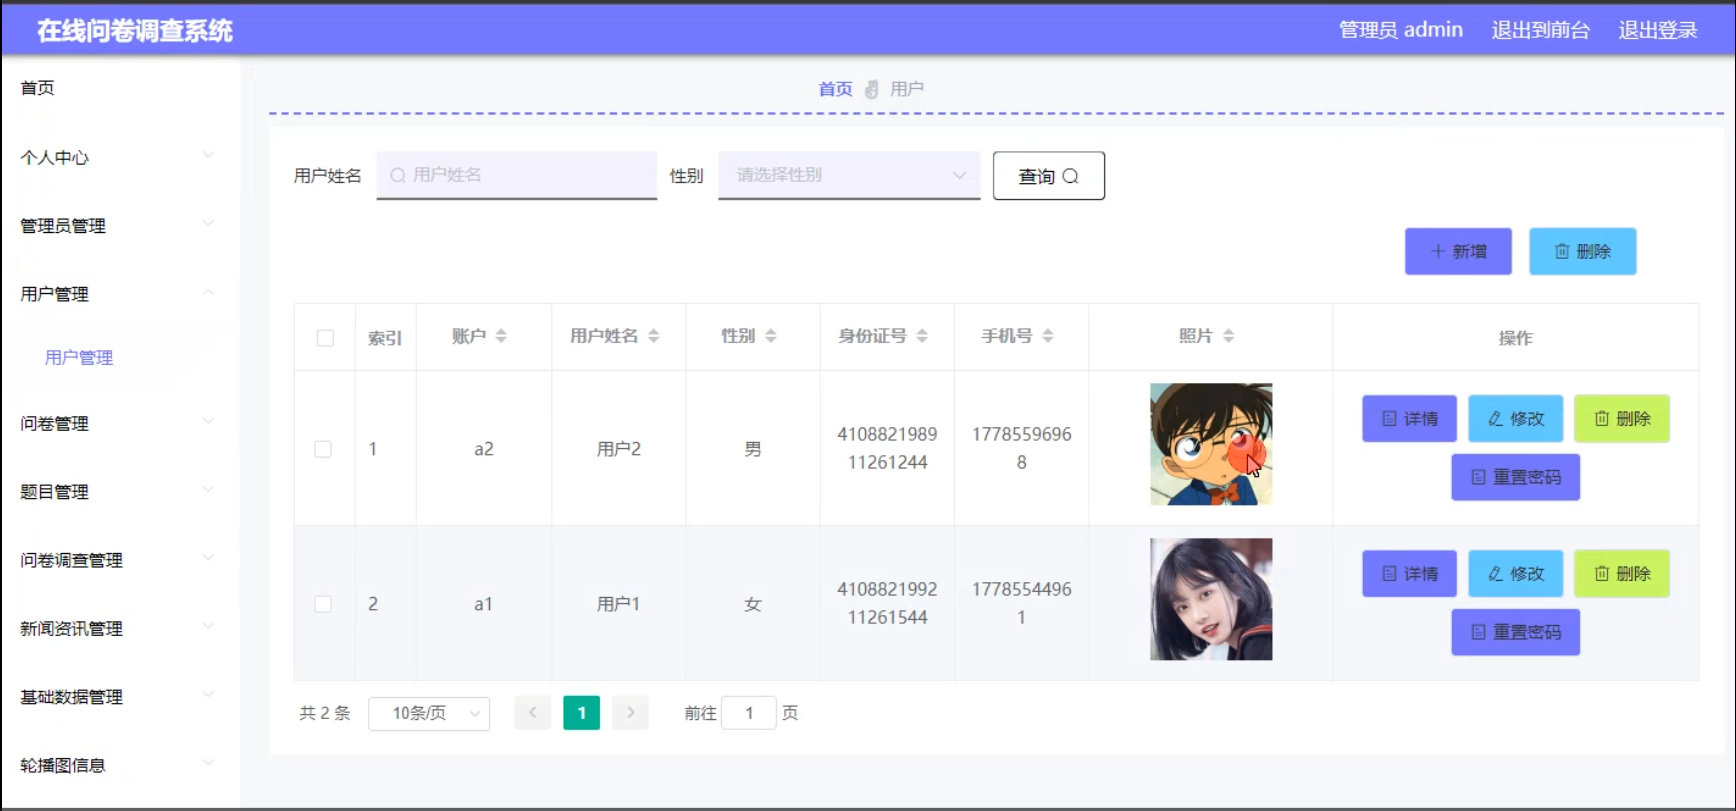 在线问卷调查系统
管理员 admin 退出到前台 退出登录
首页
个人中心
管理员管理
用户管理
用户管理
问卷管理
题目管理
问卷调查管理
新闻资讯管理
基础数据管理
轮播图信息
首页 用户
用户姓名 用户姓名 性别 请选择性别 查询
新增 删除
索引 账户 用户姓名 性别 身份证号 手机号 照片 操作
1 a2 用户2 男 4108821989
11261244 1778559696
8 详情 修改 删除
重置密码
2 a1 用户1 女 4108821992
11261544 1778554496
1 详情 修改 删除
重置密码
共 2 条 10条/页 1 前往 1 页